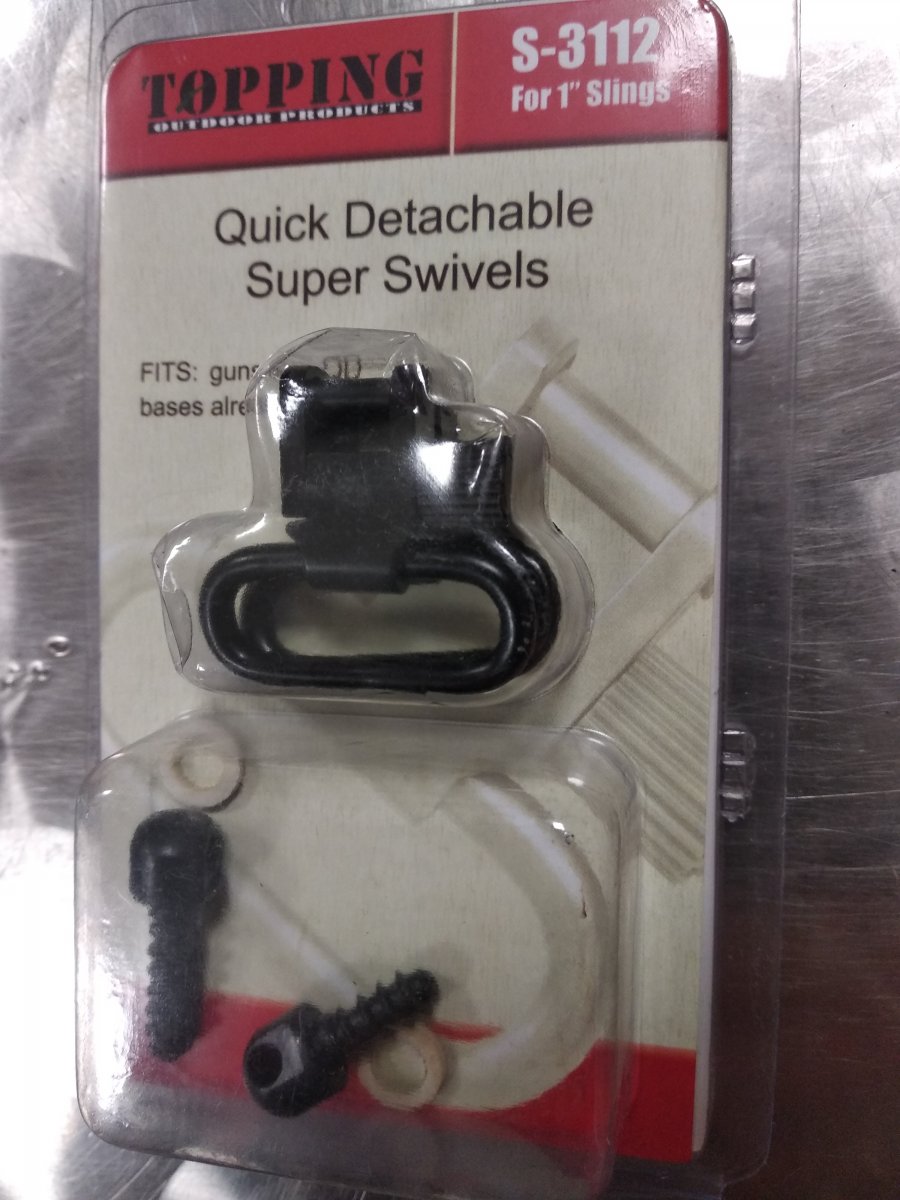 TOPPING
OUTDOOR PRODUCTS
S-3112
For 1" Slings
Quick Detachable
Super Swivels
FITS: guns
bases alre